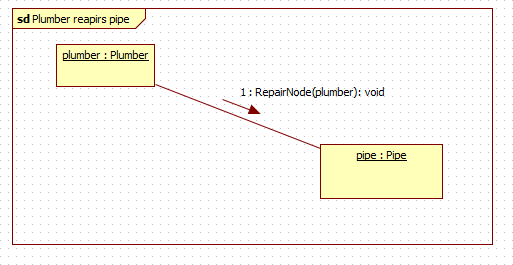 sd Plumber reapirs pipe
plumber : Plumber
1 : RepairNode(plumber): void
pipe : Pipe